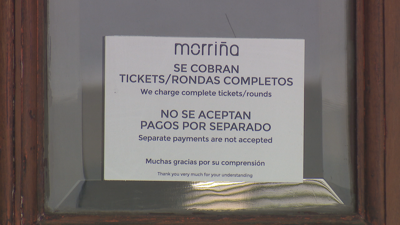 morriña
SE COBRAN
TICKETS/RONDAS COMPLETOS
We charge complete tickets/rounds
NO SE ACEPTAN
PAGOS POR SEPARADO
Separate payments are not accepted
Muchas gracias por su comprensión
Thank you very much for your understanding